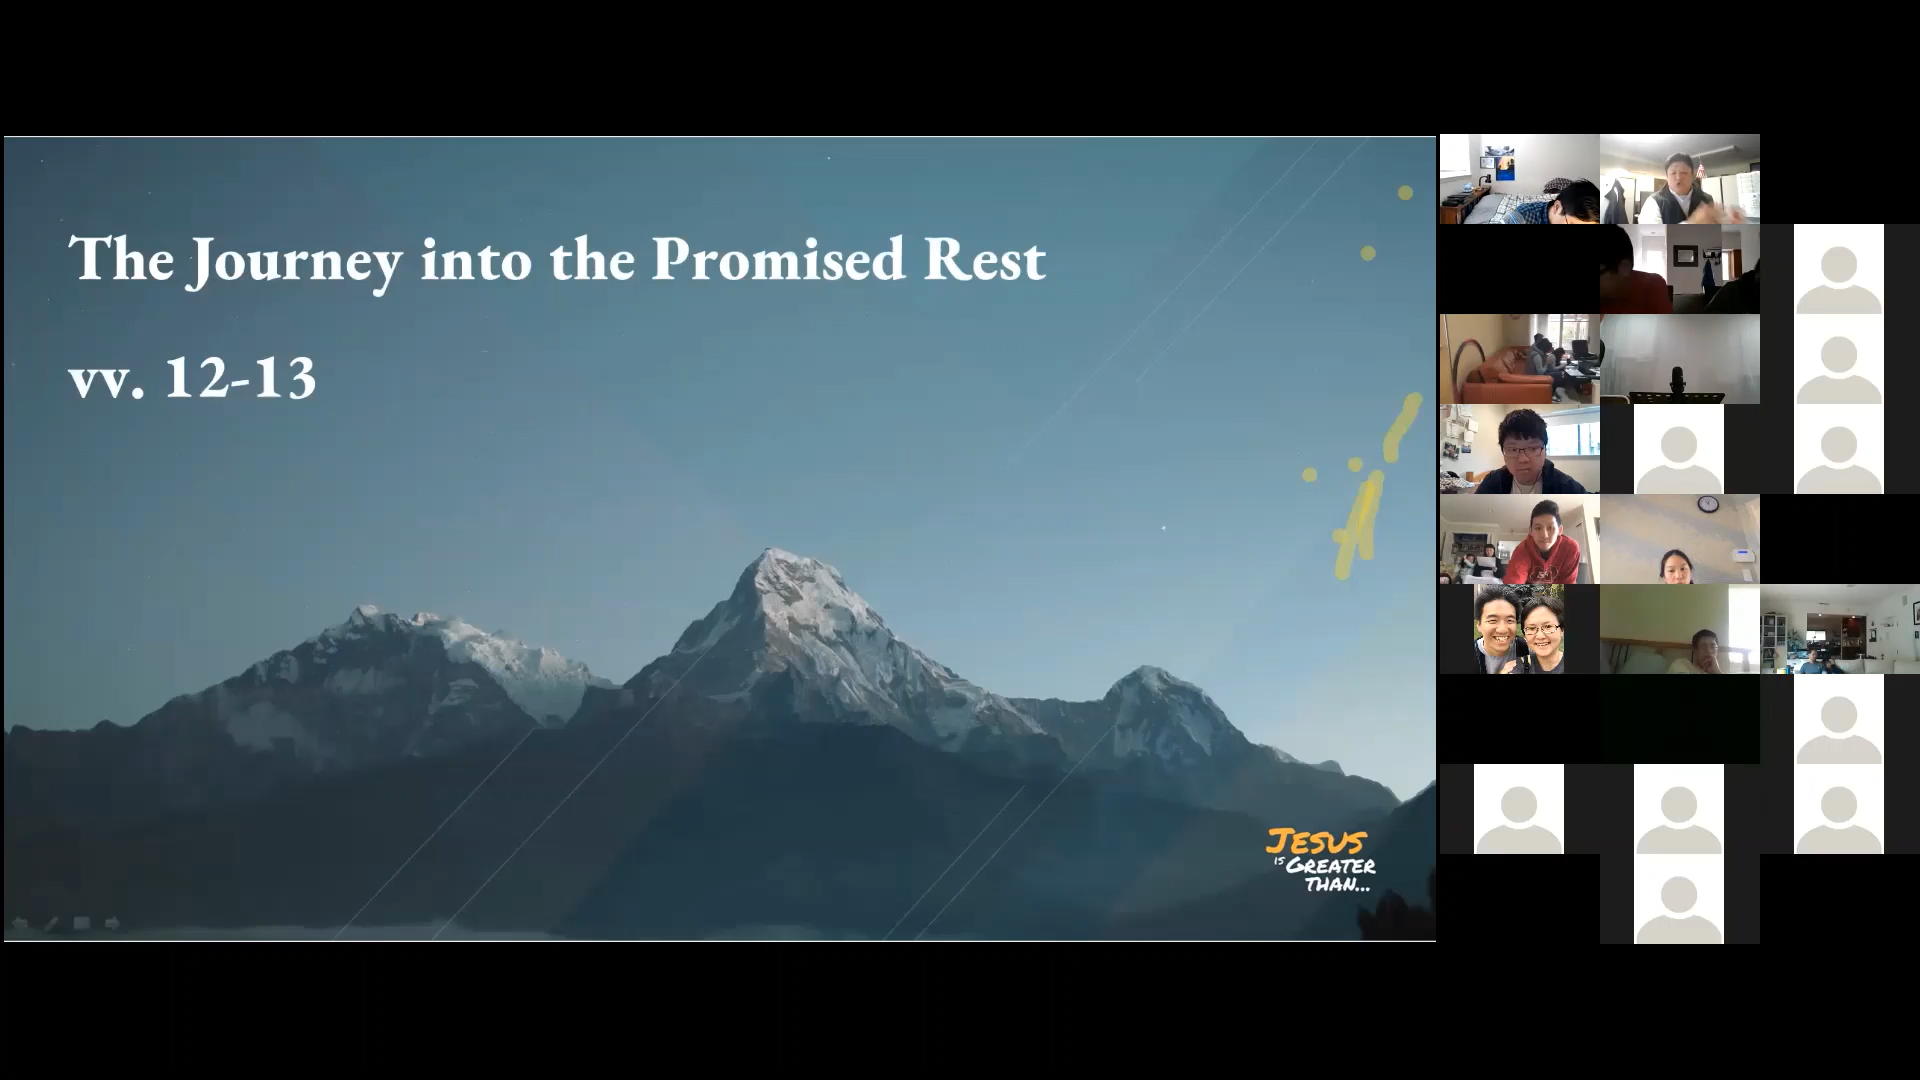 The Journey into the Promised Rest
vv. 12-13
JESUS
IS GREATER
THAN...